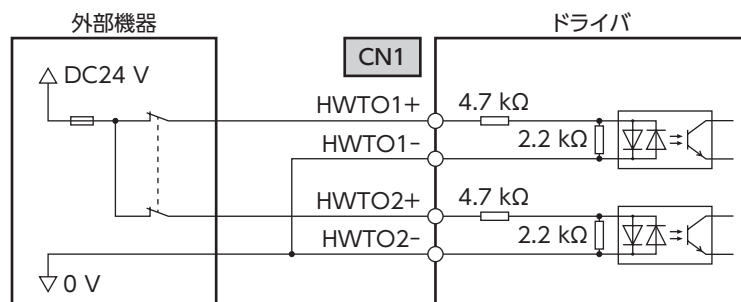 外部機器
ドライバ
CN1
DC24 V
HWTO1+
4.7 kΩ
HWTO1−
2.2 kΩ
HWTO2+
4.7 kΩ
HWTO2−
2.2 kΩ
0 V